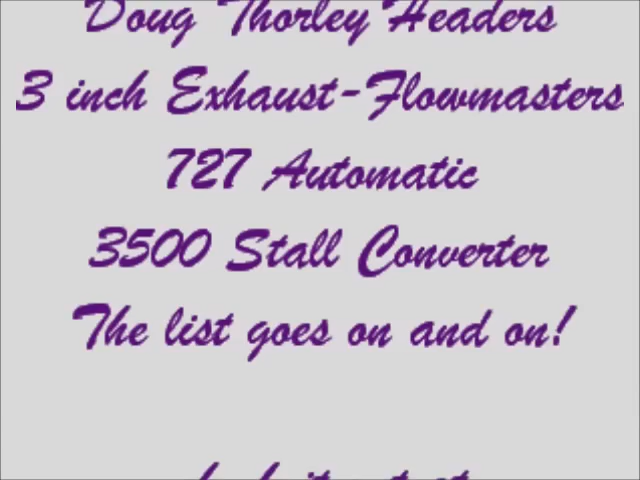 Doug Thorley Headers
3 inch Exhaust-Flowmasters
727 Automatic
3500 Stall Converter
The list goes on and on!